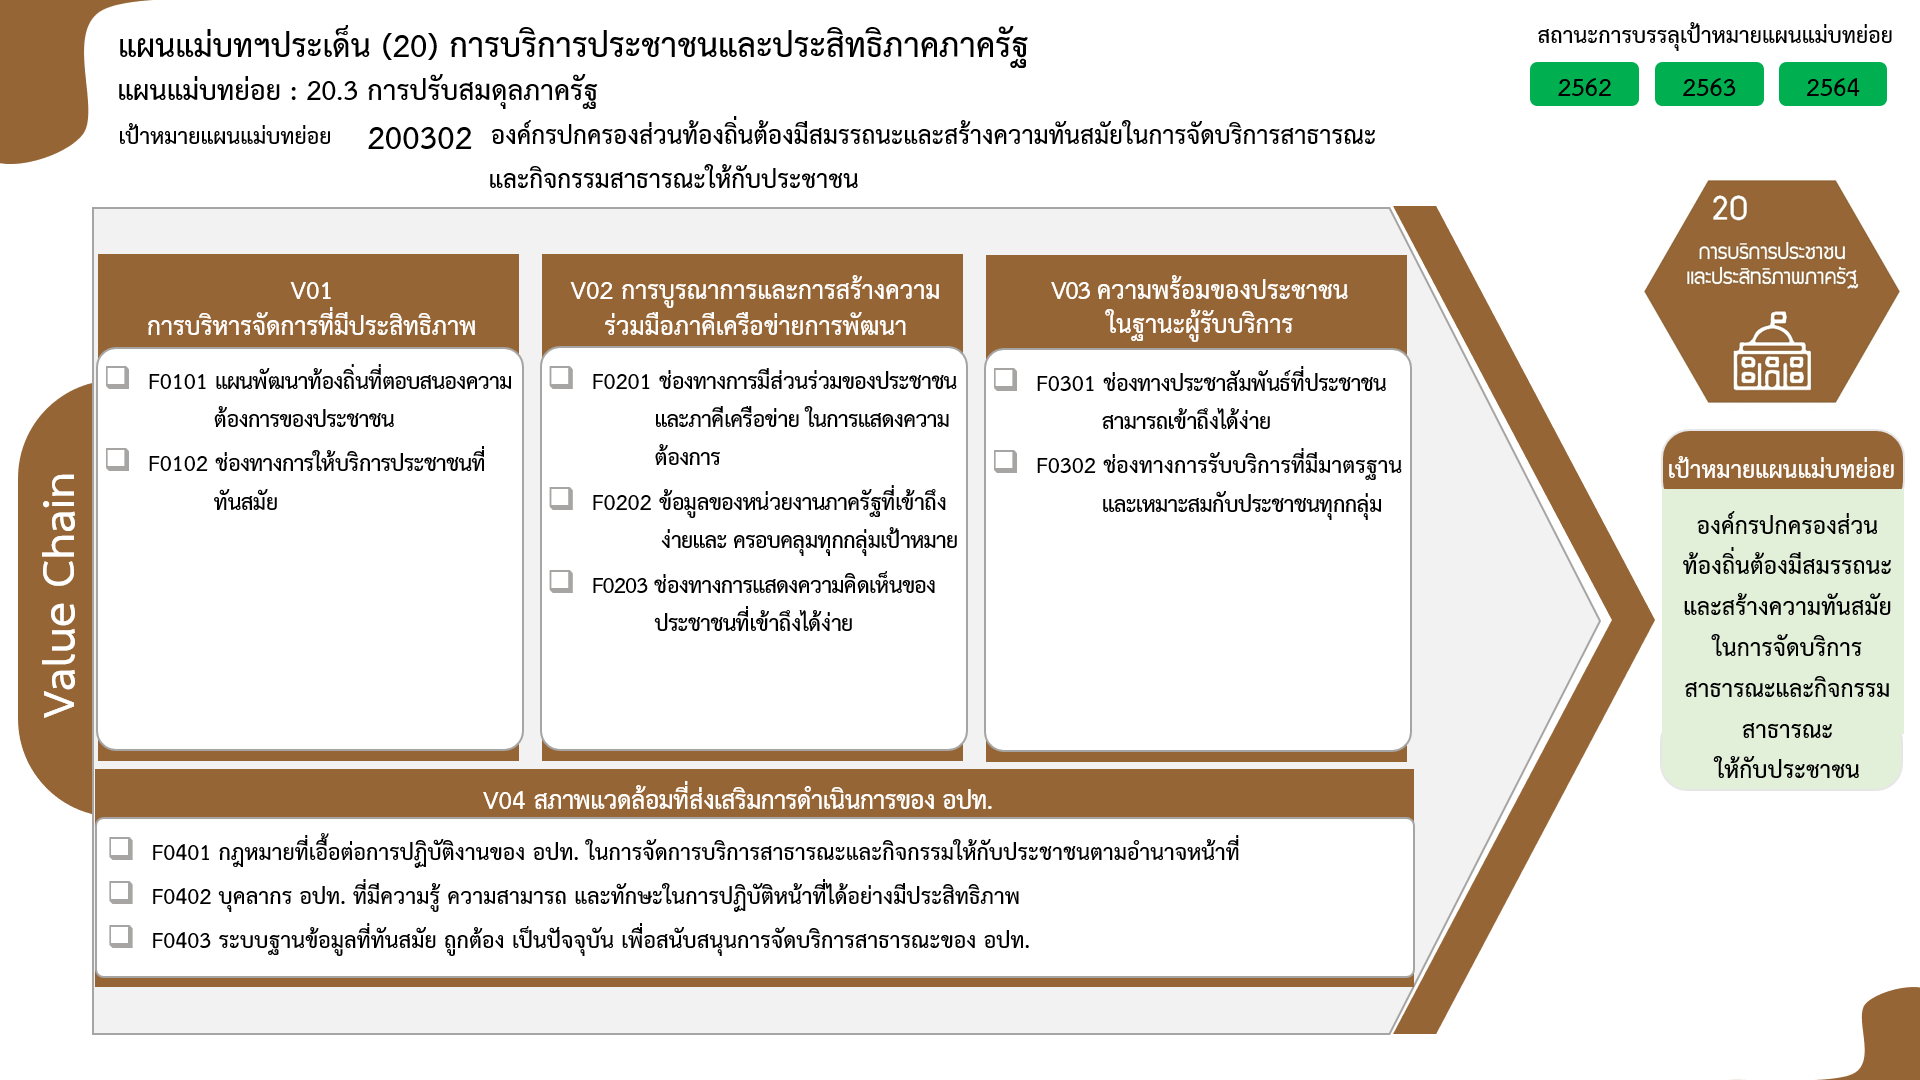 แผนแม่บทฯประเด็น (20) การบริการประชาชนและประสิทธิภาคภาครัฐ
แผนแม่บทย่อย : 20.3 การปรับสมดุลภาครัฐ
เป้าหมายแผนแม่บทย่อย 200302 องค์กรปกครองส่วนท้องถิ่นต้องมีสมรรถนะและสร้างความทันสมัยในการจัดบริการสาธารณะ
และกิจกรรมสาธารณะให้กับประชาชน
สถานะการบรรลุเป้าหมายแผนแม่บทย่อย
2562 2563 2564
Value Chain
V01
การบริหารจัดการที่มีประสิทธิภาพ
F0101 แผนพัฒนาท้องถิ่นที่ตอบสนองความ
ต้องการของประชาชน
F0102 ช่องทางการให้บริการประชาชนที่
ทันสมัย
V02 การบูรณาการและการสร้างความ
ร่วมมือภาคีเครือข่ายการพัฒนา
F0201 ช่องทางการมีส่วนร่วมของประชาชน
และภาคีเครือข่าย ในการแสดงความ
ต้องการ
F0202 ข้อมูลของหน่วยงานภาครัฐที่เข้าถึง
ง่ายและ ครอบคลุมทุกกลุ่มเป้าหมาย
F0203 ช่องทางการแสดงความคิดเห็นของ
ประชาชนที่เข้าถึงได้ง่าย
V03 ความพร้อมของประชาชน
ในฐานะผู้รับบริการ
F0301 ช่องทางประชาสัมพันธ์ที่ประชาชน
สามารถเข้าถึงได้ง่าย
F0302 ช่องทางการรับบริการที่มีมาตรฐาน
และเหมาะสมกับประชาชนทุกกลุ่ม
V04 สภาพแวดล้อมที่ส่งเสริมการดำเนินการของ อปท.
F0401 กฎหมายที่เอื้อต่อการปฏิบัติงานของ อปท. ในการจัดการบริการสาธารณะและกิจกรรมให้กับประชาชนตามอำนาจหน้าที่
F0402 บุคลากร อปท. ที่มีความรู้ ความสามารถ และทักษะในการปฏิบัติหน้าที่ได้อย่างมีประสิทธิภาพ
F0403 ระบบฐานข้อมูลที่ทันสมัย ถูกต้อง เป็นปัจจุบัน เพื่อสนับสนุนการจัดบริการสาธารณะของ อปท.
20
การบริการประชาชน
และประสิทธิภาพภาครัฐ
เป้าหมายแผนแม่บทย่อย
องค์กรปกครองส่วน
ท้องถิ่นต้องมีสมรรถนะ
และสร้างความทันสมัย
ในการจัดบริการ
สาธารณะและกิจกรรม
สาธารณะ
ให้กับประชาชน